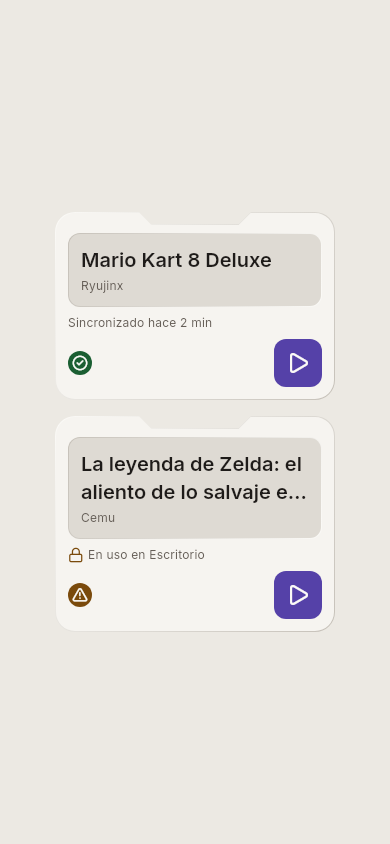 Mario Kart 8 Deluxe
Ryujinx
Sincronizado hace 2 min
La leyenda de Zelda: el
aliento de lo salvaje e…
Cemu
En uso en Escritorio